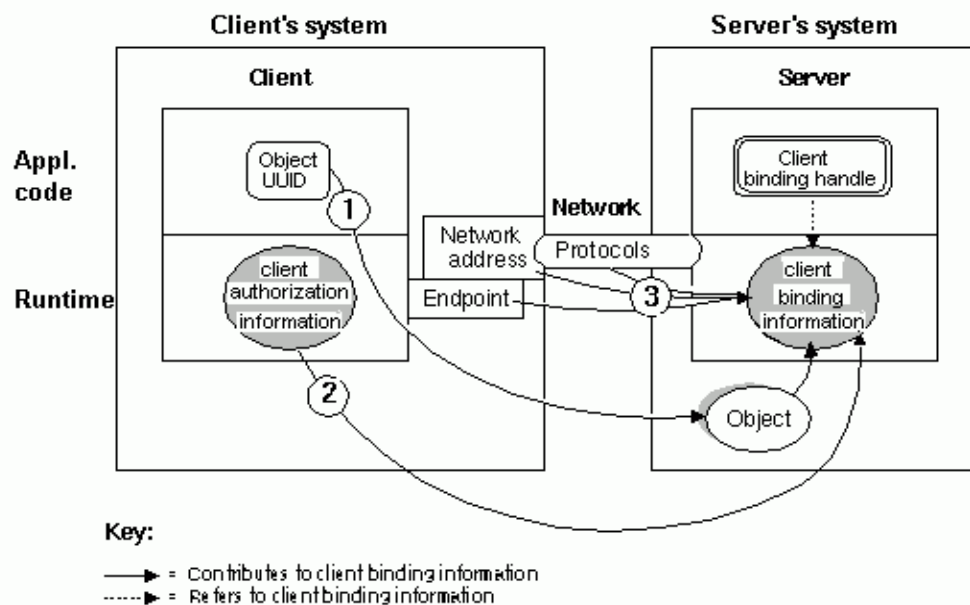 Client's system
Server's system
Client
Server
Appl.
code
Object
UUID
1
Client
binding handle
Network
Network
address
Protocols
Runtime
client
authorization
information
Endpoint
3
client
binding
information
2
Object
Key:
= Contributes to client binding information
= Refers to client binding information